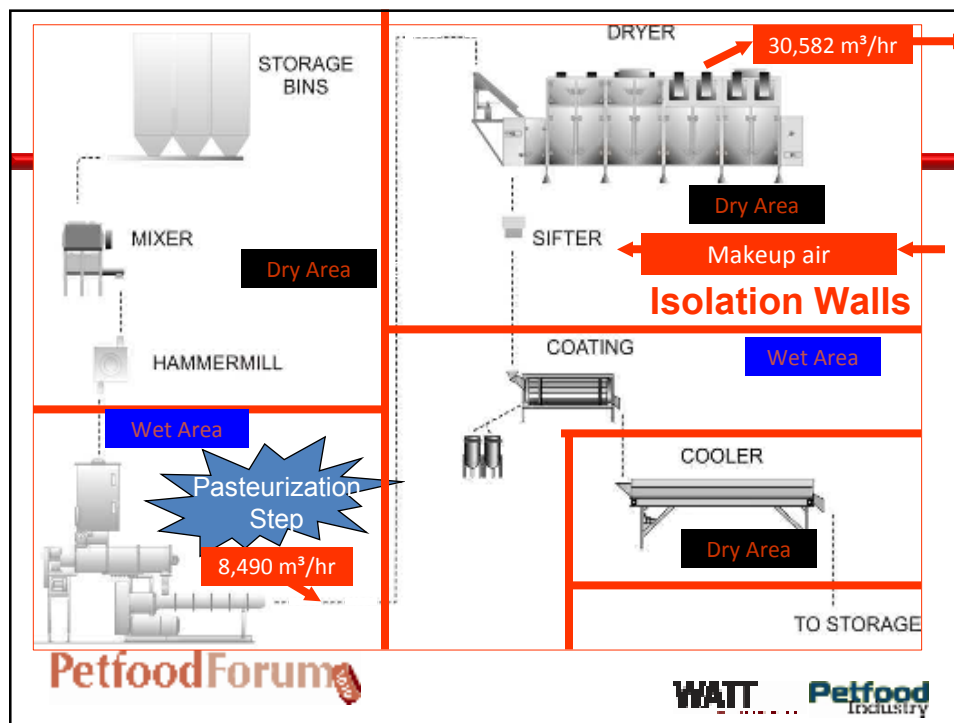 STORAGE
BINS
MIXER
Dry Area
HAMMERMILL
Wet Area
Pasteurization
Step
8,490 m³/hr
DRYER
30,582 m³/hr
Dry Area
SIFTER
Makeup air
Isolation Walls
COATING
Wet Area
COOLER
Dry Area
TO STORAGE
PetfoodForum
WATT
Petfood
Industry